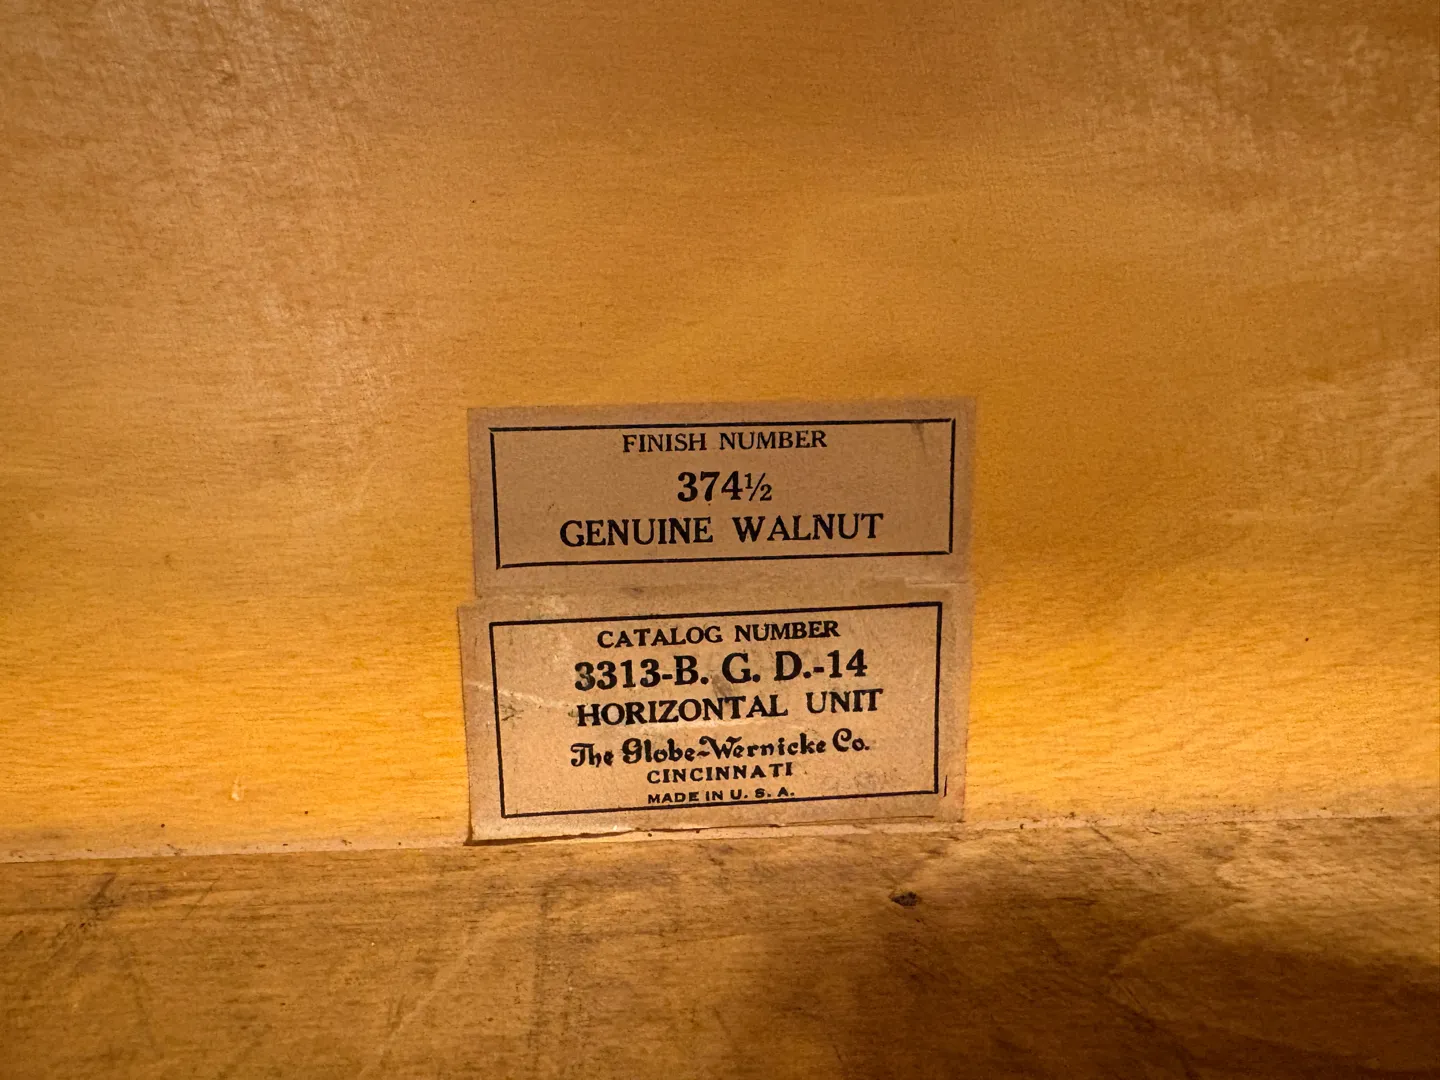 FINISH NUMBER
374½
GENUINE WALNUT
CATALOG NUMBER
3313-B. G. D.-14
HORIZONTAL UNIT
The Globe-Wernicke Co.
CINCINNATI
MADE IN U. S. A.